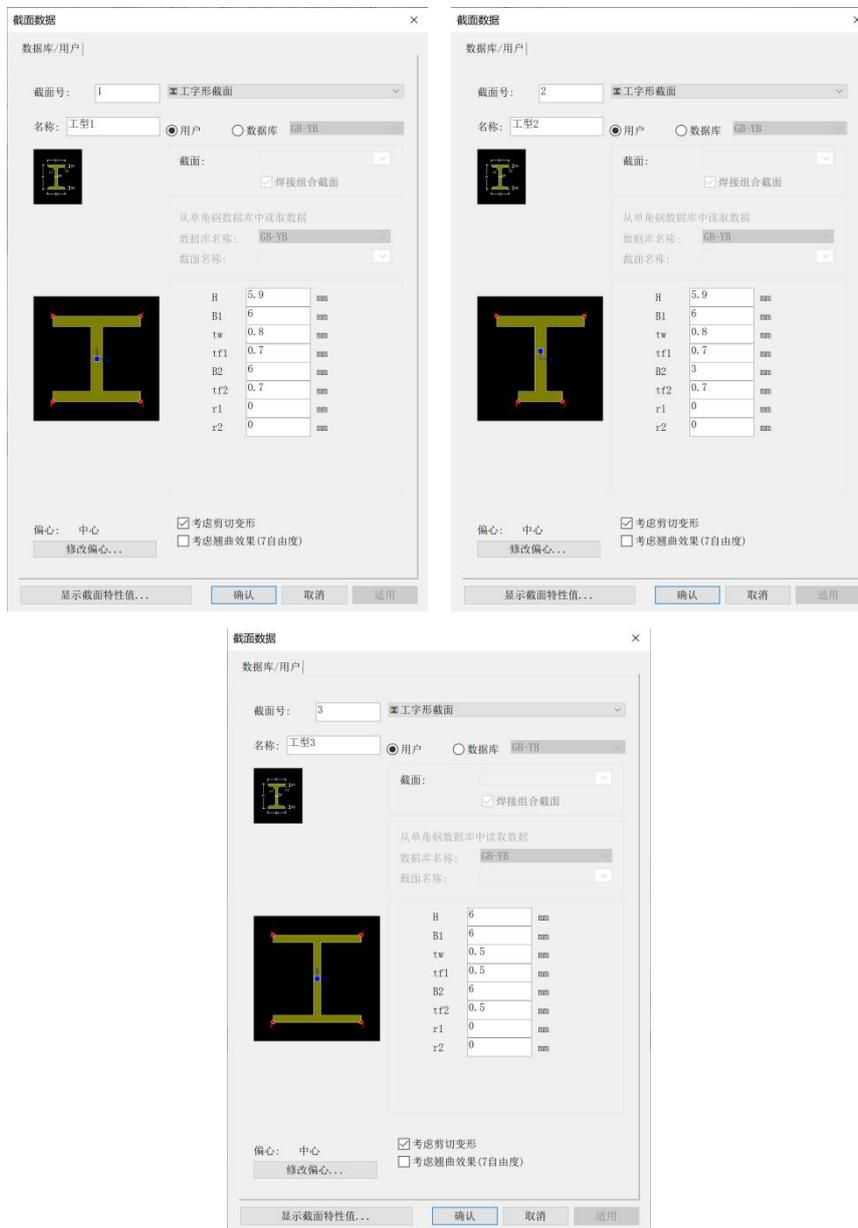 截面数据
数据库/用户
截面号: 1 工字形截面
名称: 工型1 用户 数据库 GB-YB
截面:
焊接组合截面
从单角钢数据库中读取数据
数据库名称: GB-YB
截面名称:
H 5.9 mm
B1 6 mm
tw 0.8 mm
tf1 0.7 mm
B2 6 mm
tf2 0.7 mm
r1 0 mm
r2 0 mm
偏心: 中心
修改偏心...
考虑剪切变形
考虑翘曲效果(7自由度)
显示截面特性值... 确认 取消 适用
截面数据
数据库/用户
截面号: 2 工字形截面
名称: 工型2 用户 数据库 GB-YB
截面:
焊接组合截面
从单角钢数据库中读取数据
数据库名称: GB-YB
截面名称:
H 5.9 mm
B1 6 mm
tw 0.8 mm
tf1 0.7 mm
B2 3 mm
tf2 0.7 mm
r1 0 mm
r2 0 mm
偏心: 中心
修改偏心...
考虑剪切变形
考虑翘曲效果(7自由度)
显示截面特性值... 确认 取消 适用
截面数据
数据库/用户
截面号: 3 工字形截面
名称: 工型3 用户 数据库 GB-YB
截面:
焊接组合截面
从单角钢数据库中读取数据
数据库名称: GB-YB
截面名称:
H 6 mm
B1 6 mm
tw 0.5 mm
tf1 0.5 mm
B2 6 mm
tf2 0.5 mm
r1 0 mm
r2 0 mm
偏心: 中心
修改偏心...
考虑剪切变形
考虑翘曲效果(7自由度)
显示截面特性值... 确认 取消 适用